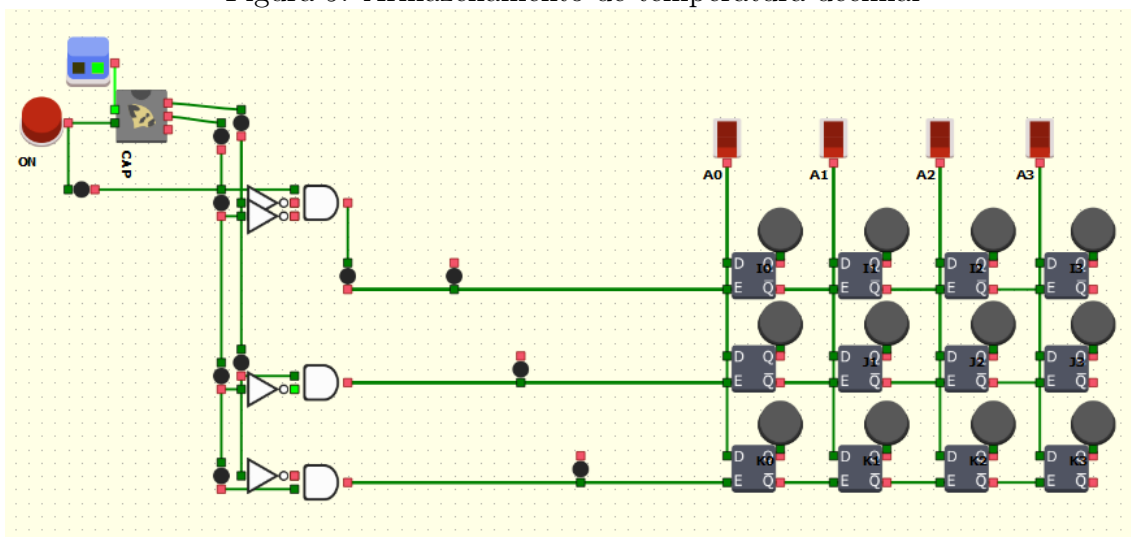 ON
CAP
A0 A1 A2 A3
D Q I0 E Q D Q I1 E Q D Q I2 E Q D Q I3 E Q
D Q E Q D Q J1 E Q D Q J2 E Q D Q J3 E Q
D Q K0 E Q D Q K1 E Q D Q K2 E Q D Q K3 E Q